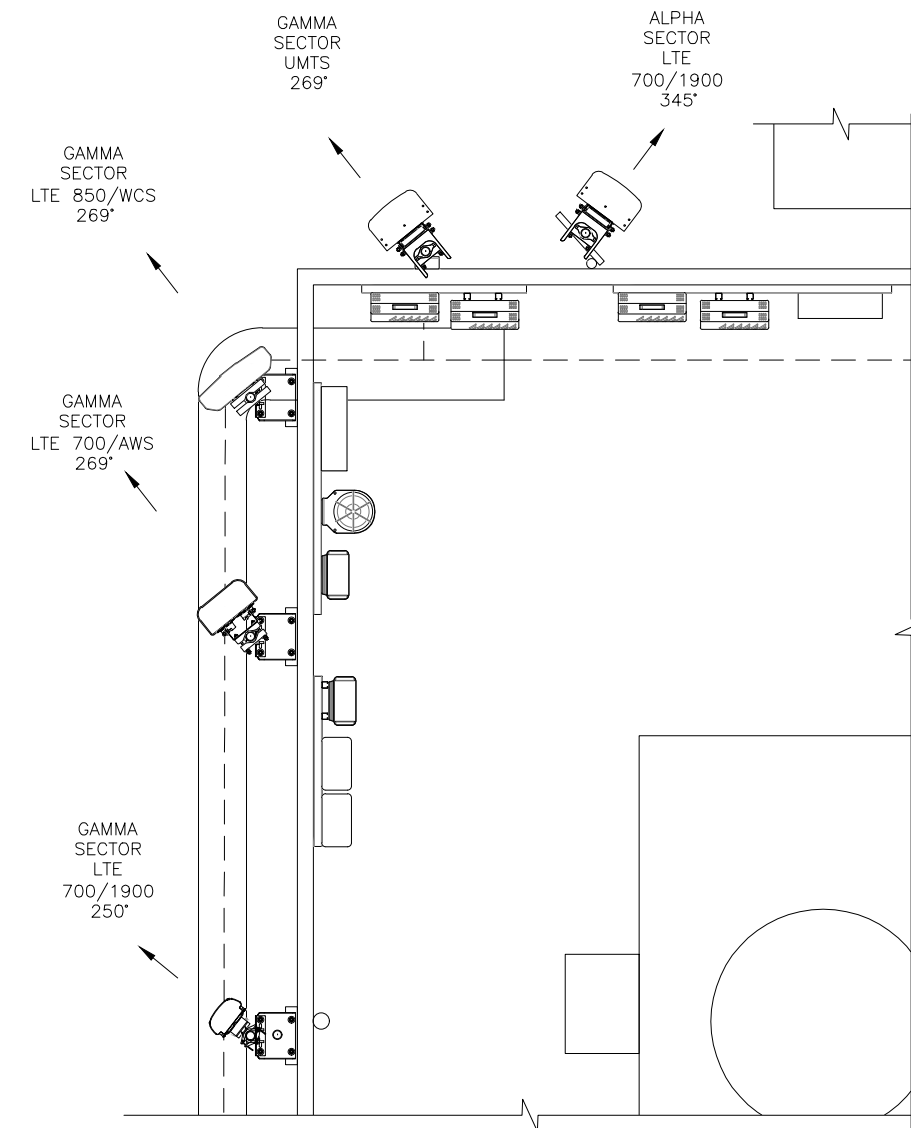 GAMMA
SECTOR
UMTS
269°
ALPHA
SECTOR
LTE
700/1900
345°
GAMMA
SECTOR
LTE 850/WCS
269°
GAMMA
SECTOR
LTE 700/AWS
269°
GAMMA
SECTOR
LTE
700/1900
250°